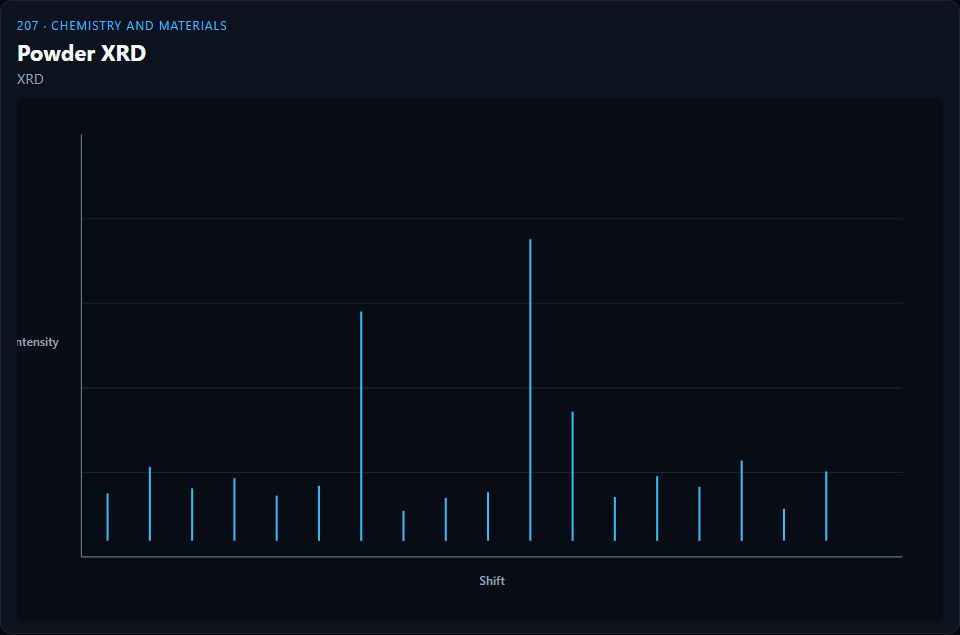 207 · CHEMISTRY AND MATERIALS
Powder XRD
XRD
ntensity
Shift